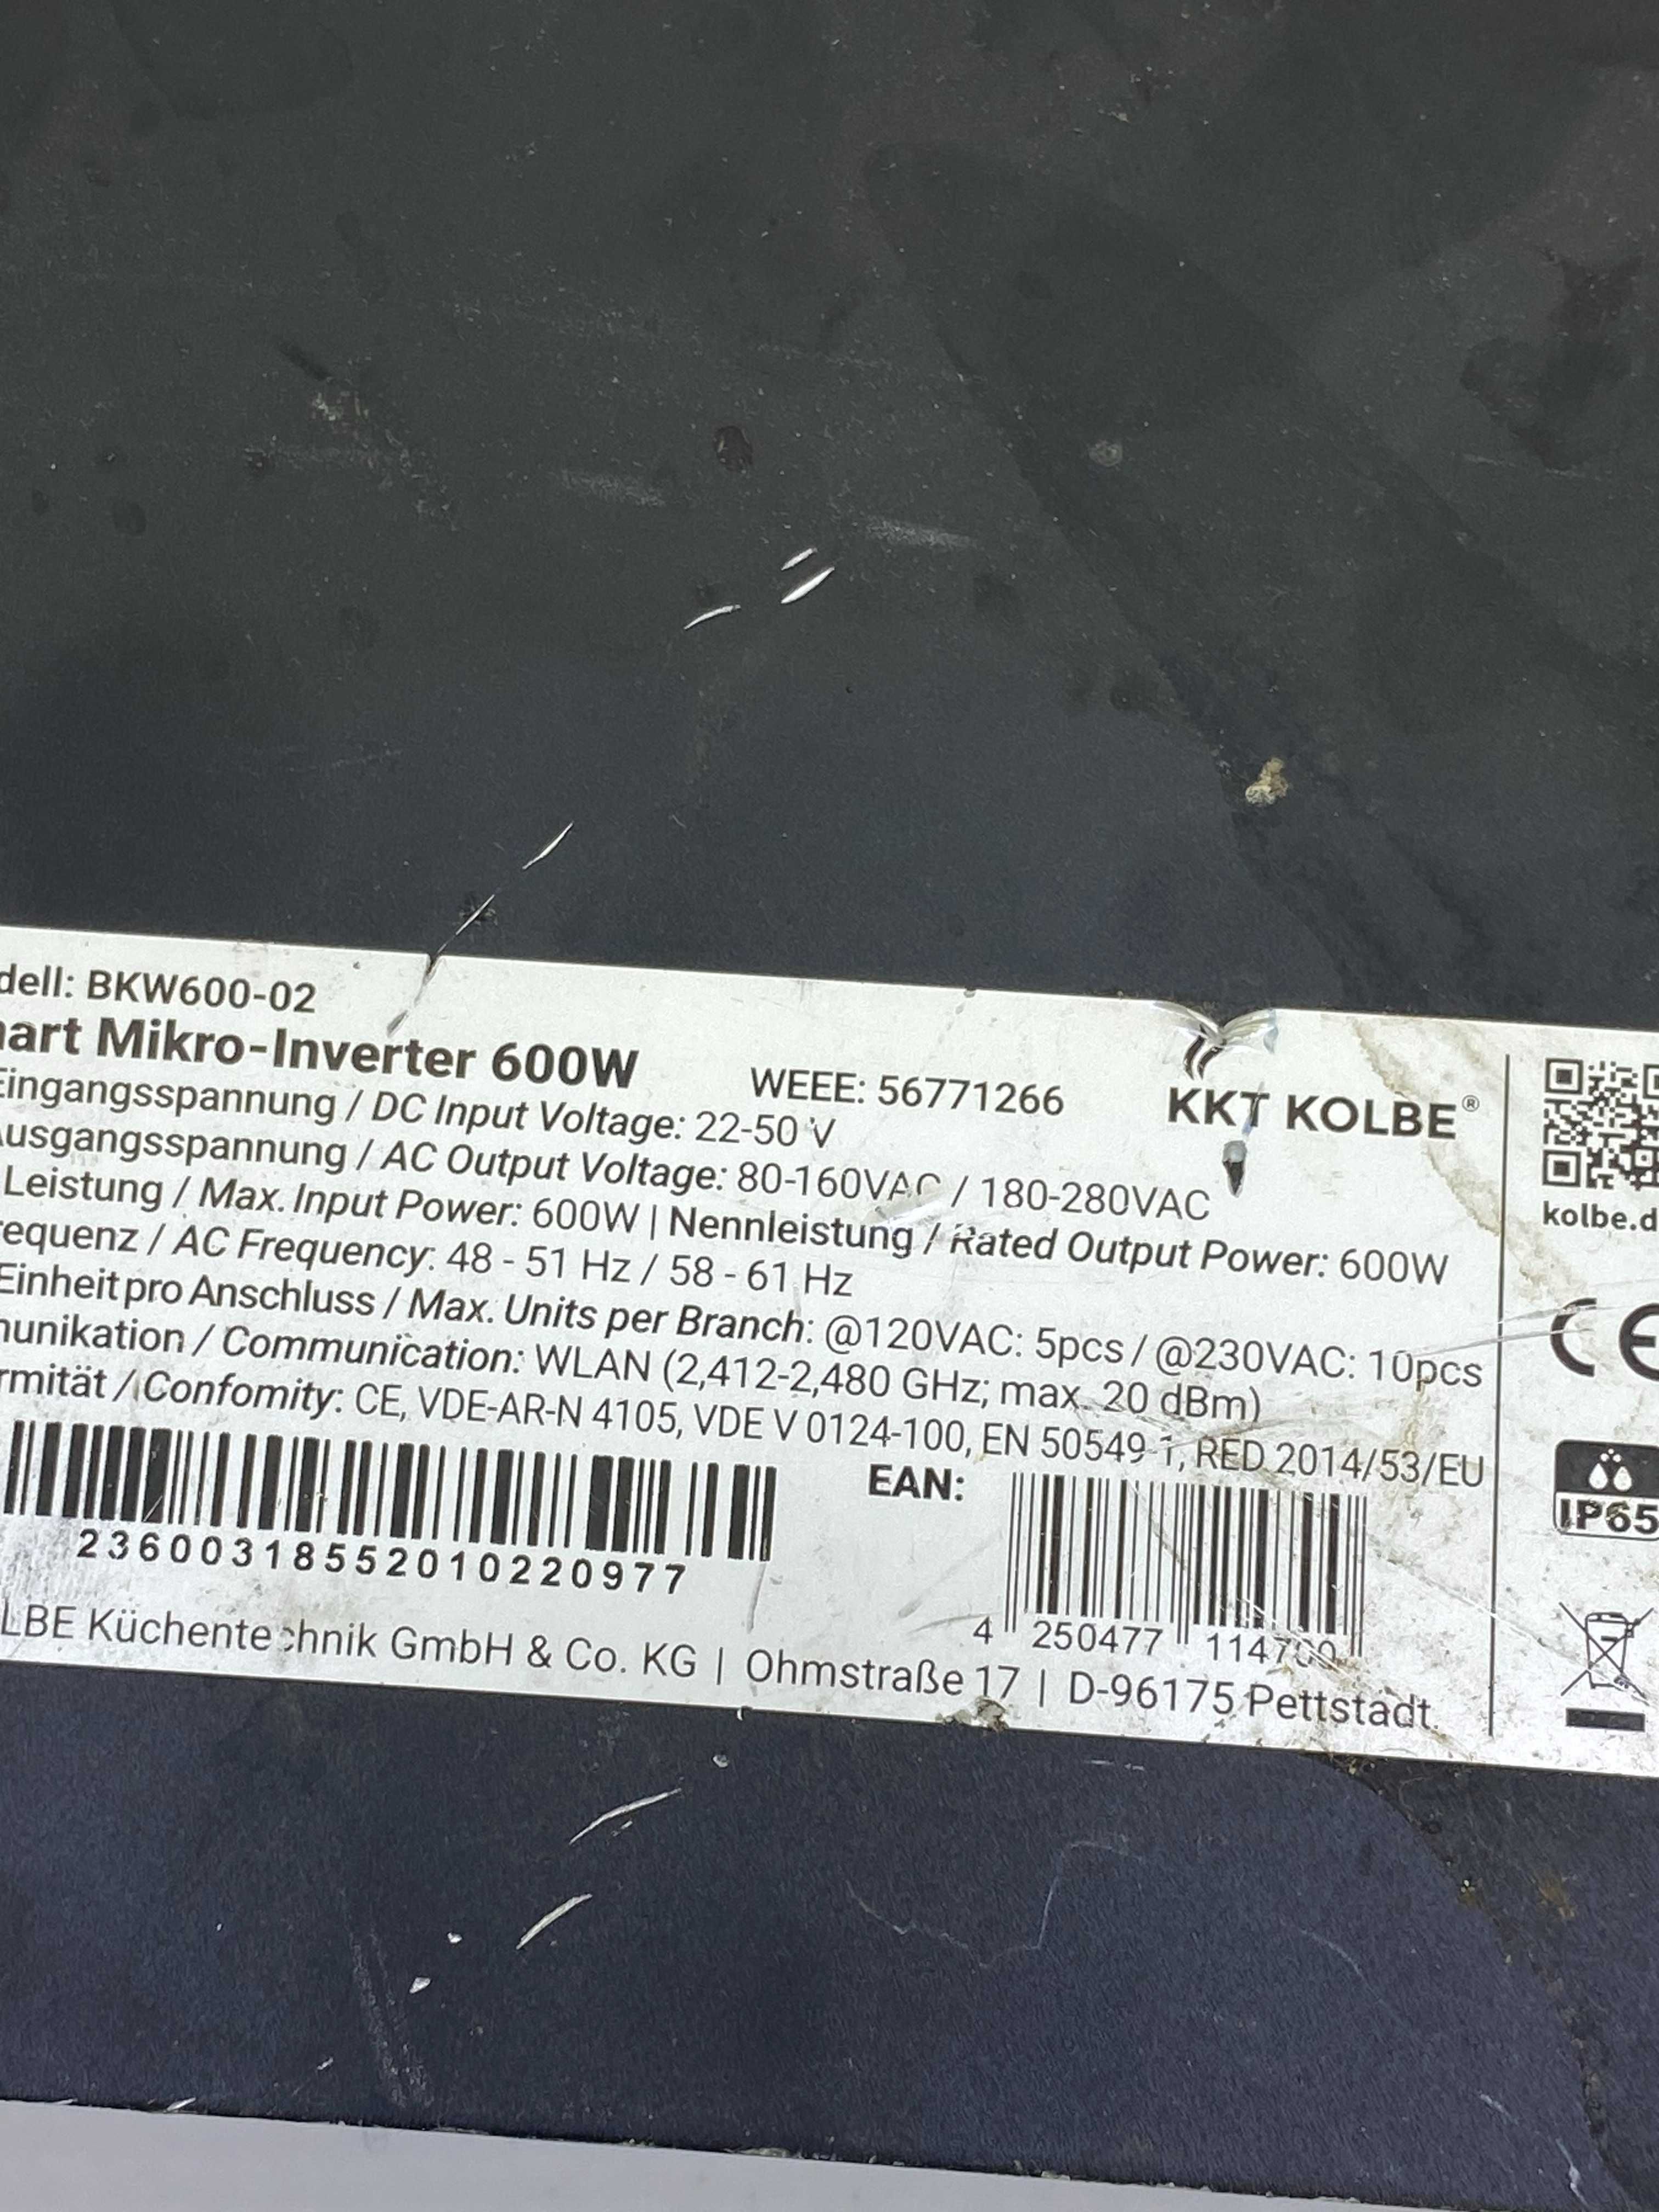 dell: BKW600-02
art Mikro-Inverter 600W
WEEE: 56771266
KKT KOLBE®
Eingangsspannung / DC Input Voltage: 22-50 V
usgangsspannung / AC Output Voltage: 80-160VAC / 180-280VAC
Leistung / Max. Input Power: 600W | Nennleistung / Rated Output Power: 600W
requenz / AC Frequency: 48 - 51 Hz / 58 - 61 Hz
Einheit pro Anschluss / Max. Units per Branch: @120VAC: 5pcs / @230VAC: 10pcs
unikation / Communication: WLAN (2,412-2,480 GHz; max. 20 dBm)
rmität / Confomity: CE, VDE-AR-N 4105, VDE V 0124-100, EN 50549-1, RED 2014/53/EU
23600318552010220977
EAN:
4 250477
LBE Küchentechnik GmbH & Co. KG | Ohmstraße 17 | D-96175 Pettstadt
kolbe.d
CE
IP65